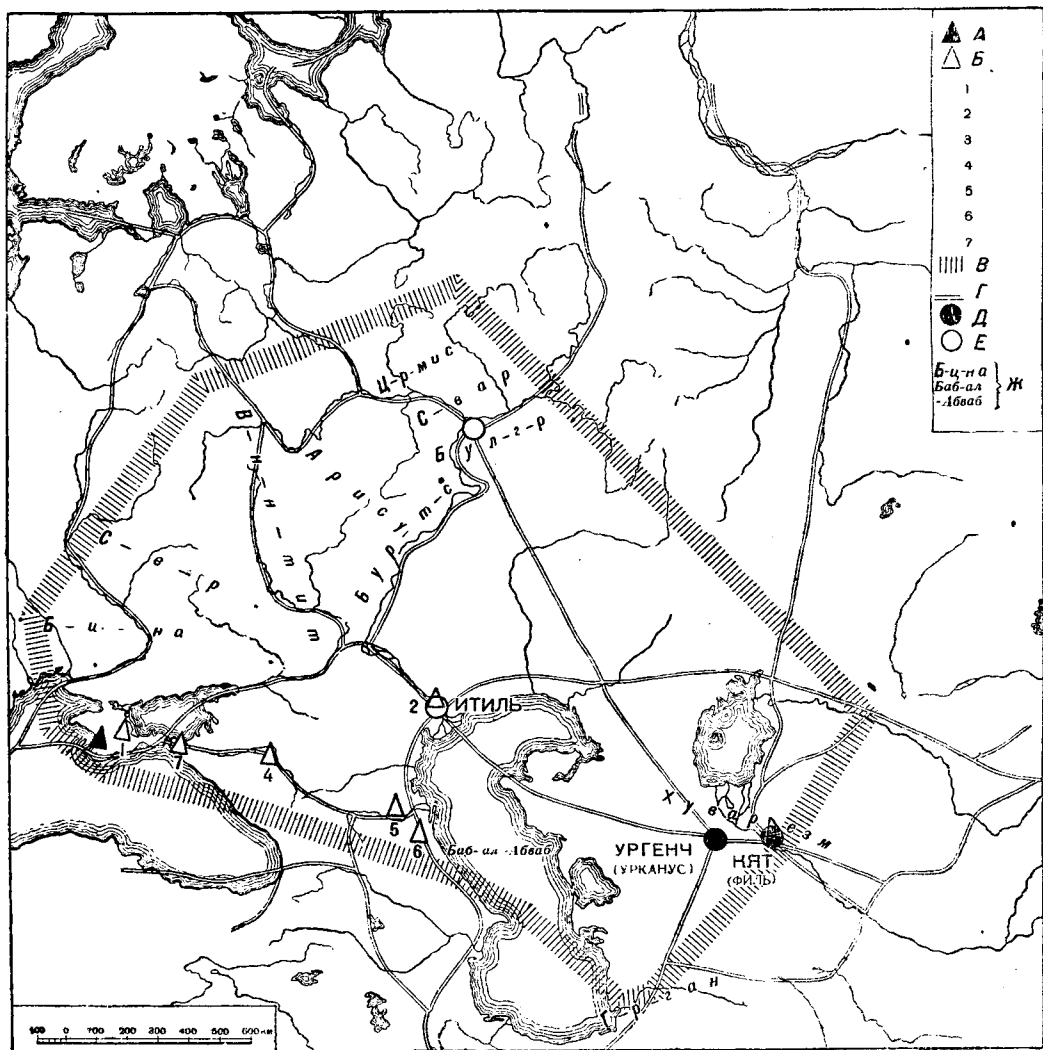 А
Б
1
2
3
4
5
6
7
В
Г
Д
Е
Б-ц-н а
Баб-ал
-Абваб
Ж
Ц-р-мис
С-в а р
Б у л-г-р
А р и с у
В-н-н-т и т
Б у р-т-с
С-в-р
Б-ц-на
2 ИТИЛЬ
1
7
4
5
6
Баб-ал-Абваб
Х у в а р-е-з м
УРГЕНЧ
(УРКАНУС)
КЯТ
(ФИЛЬ)
100 0 100 200 300 400 500 600 км